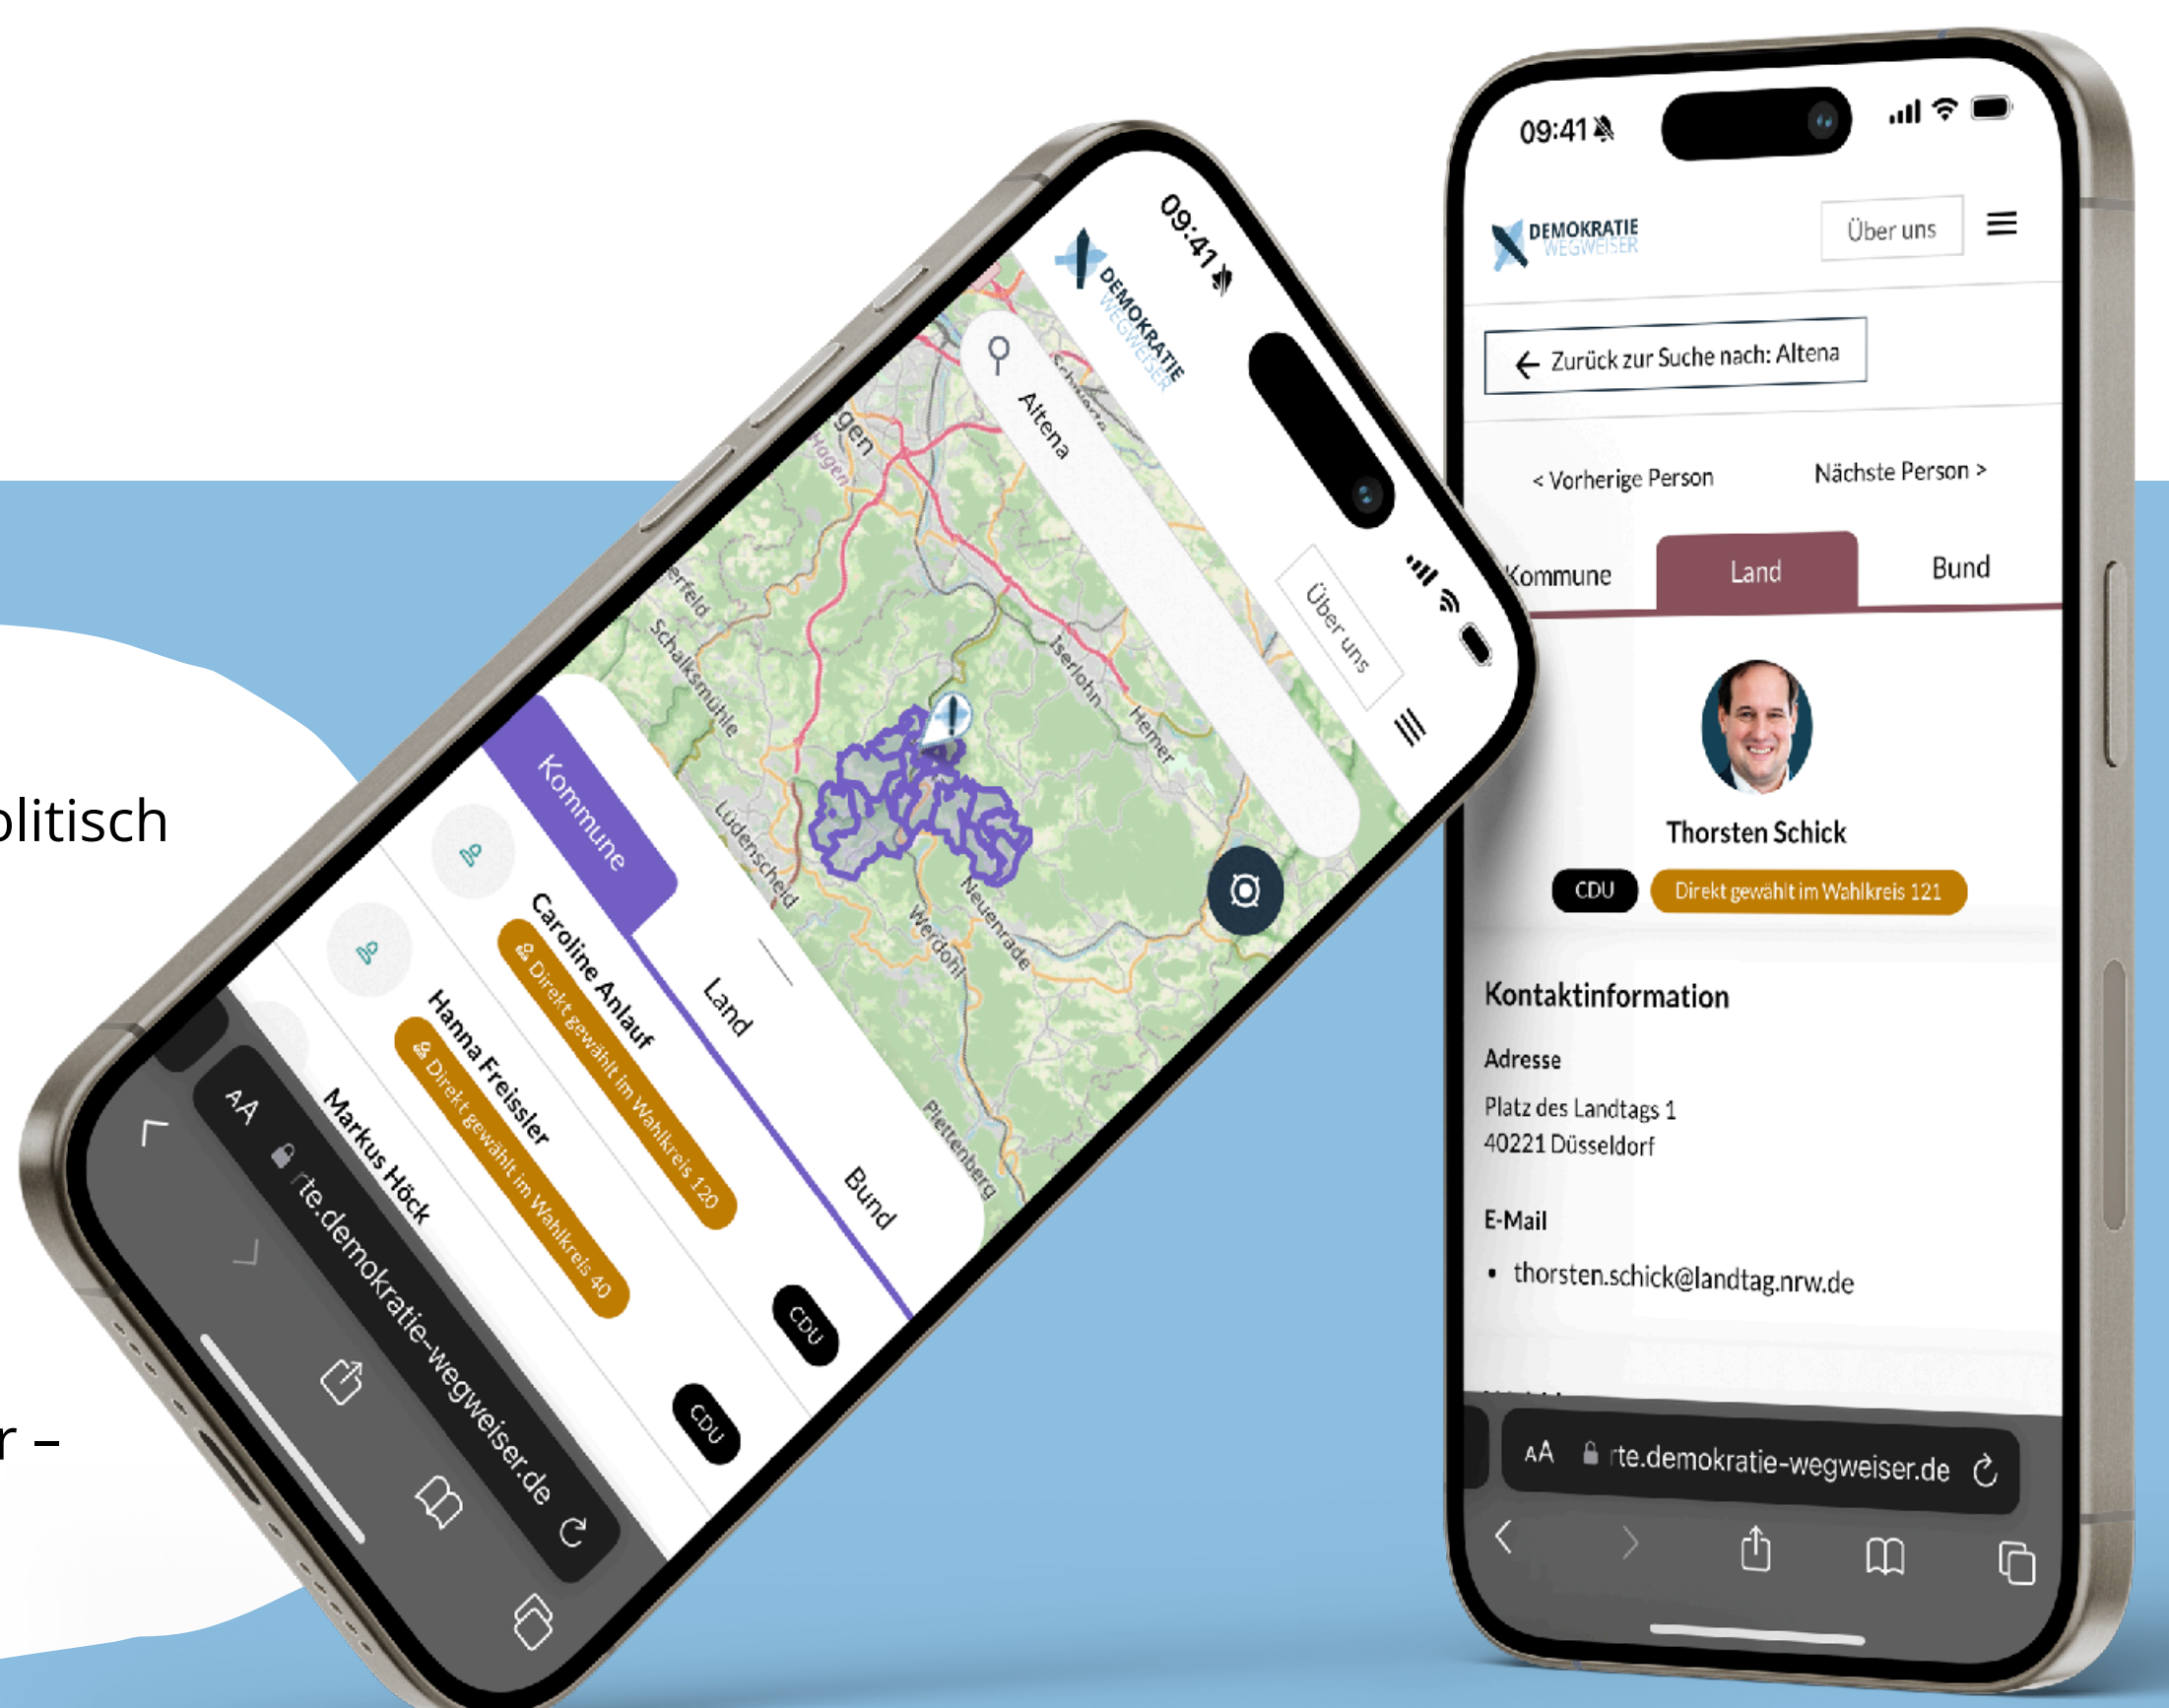 olitisch
r –
09:41
DEMOKRATIE
WEGWEISER
Über uns
Altena
Schwerte
gen
Hagen
erfeld
Schalksmühle
Iserlohn
Hemer
Lüdenscheid
Neuenrade
Werdohl
Plettenberg
Kommune
Land
Bund
Caroline Anlauf
Direkt gewählt im Wahlkreis 120
CDU
Hanna Freissler
Direkt gewählt im Wahlkreis 40
CDU
Markus Höck
AA rte.demokratie-wegweiser.de
09:41
DEMOKRATIE
WEGWEISER
Über uns
← Zurück zur Suche nach: Altena
< Vorherige Person Nächste Person >
Kommune Land Bund
Thorsten Schick
CDU Direkt gewählt im Wahlkreis 121
Kontaktinformation
Adresse
Platz des Landtags 1
40221 Düsseldorf
E-Mail
• thorsten.schick@landtag.nrw.de
AA rte.demokratie-wegweiser.de